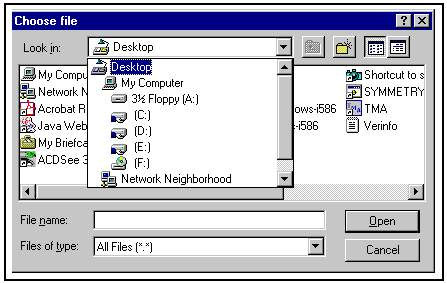 Choose file
Look in: Desktop
Desktop
My Computer
3½ Floppy (A:)
(C:)
(D:)
(E:)
(F:)
Network Neighborhood
My Compu
Network N
Acrobat R
Java Web
My Briefca
ACDSee 3
ows-i586
-i586
Shortcut to s
SYMMETRY
TMA
Verinfo
File name:
Open
Files of type: All Files (*.*)
Cancel